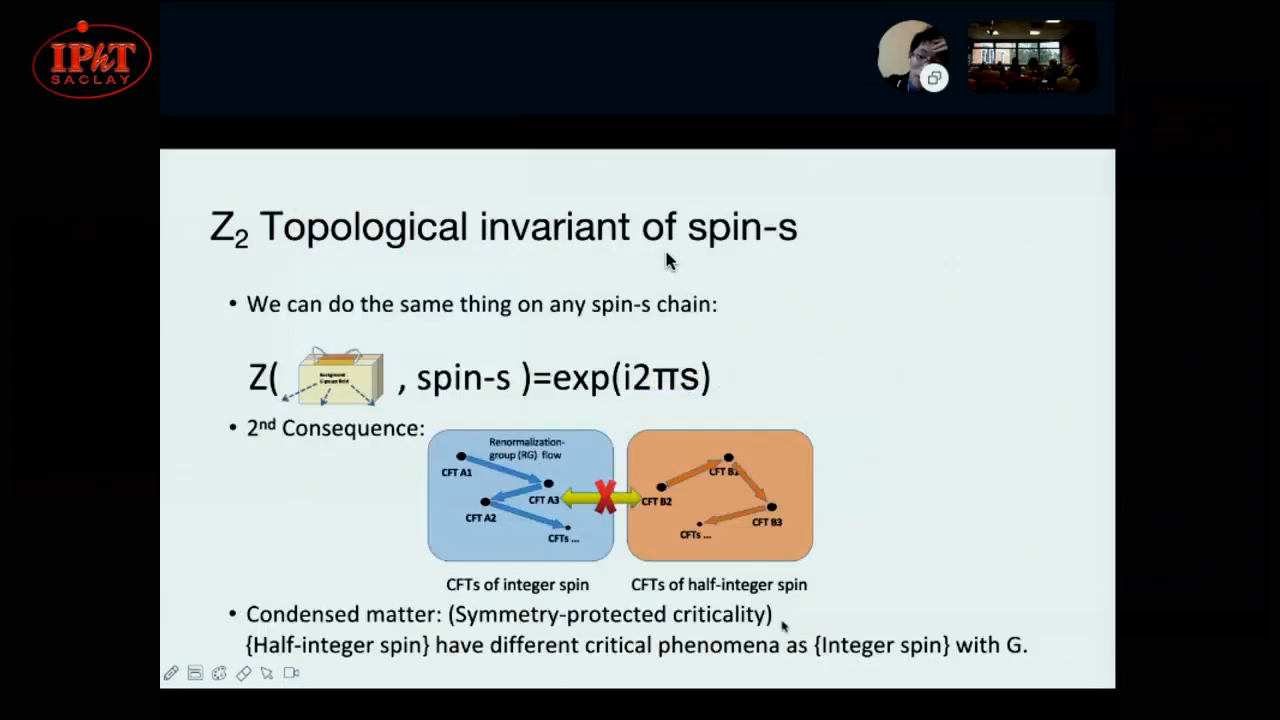 IPhT
SACLAY
Z₂ Topological invariant of spin-s
• We can do the same thing on any spin-s chain:
Z( , spin-s )=exp(i2πs)
• 2nd Consequence:
Renormalization-
group (RG) flow
CFT A1
CFT A3
CFT A2
CFTs ...
CFT B2
CFT B3
CFTs ...
CFTs of integer spin
CFTs of half-integer spin
• Condensed matter: (Symmetry-protected criticality)
{Half-integer spin} have different critical phenomena as {Integer spin} with G.